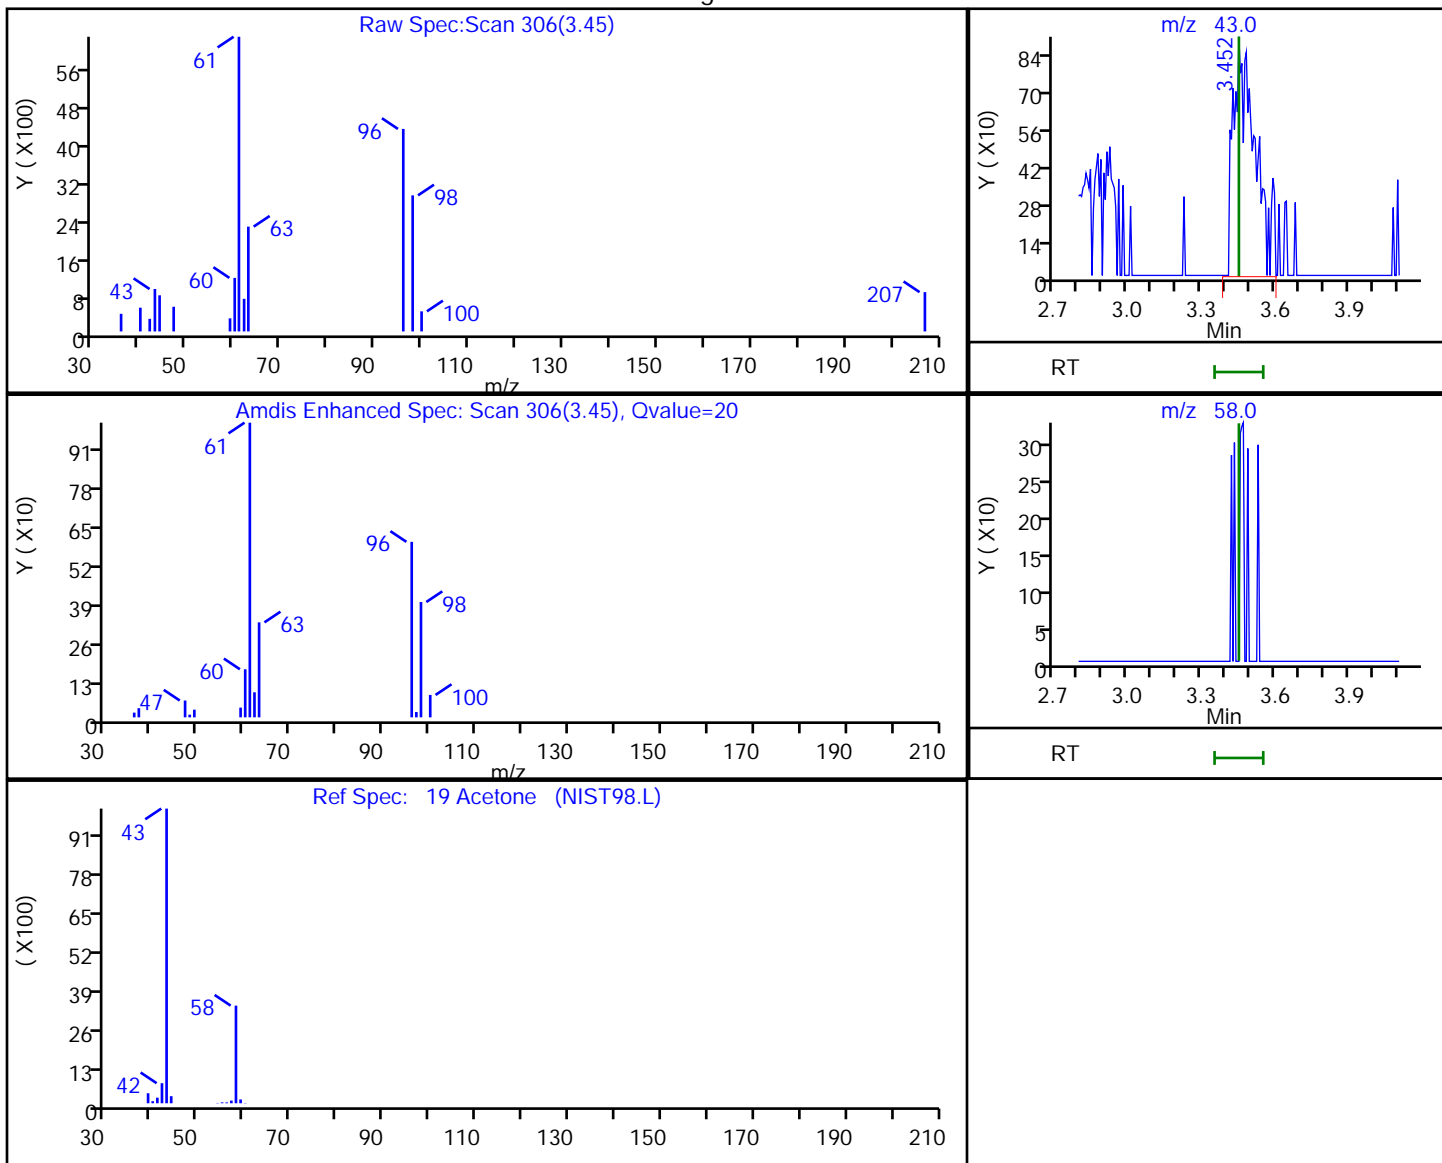 Raw Spec:Scan 306(3.45)
Y ( X100)
56
48
40
32
24
16
8
0
61
96
98
63
60
43
100
207
30 50 70 90 110 130 150 170 190 210
m/z
m/z 43.0
Y ( X10)
84
70
56
42
28
14
0
3.452
2.7 3.0 3.3 3.6 3.9
Min
RT
Amdis Enhanced Spec: Scan 306(3.45), Qvalue=20
Y ( X10)
91
78
65
52
39
26
13
0
61
96
98
63
60
47
100
30 50 70 90 110 130 150 170 190 210
m/z
m/z 58.0
Y ( X10)
30
25
20
15
10
5
0
2.7 3.0 3.3 3.6 3.9
Min
RT
Ref Spec: 19 Acetone (NIST98.L)
( X100)
91
78
65
52
39
26
13
0
43
58
42
30 50 70 90 110 130 150 170 190 210